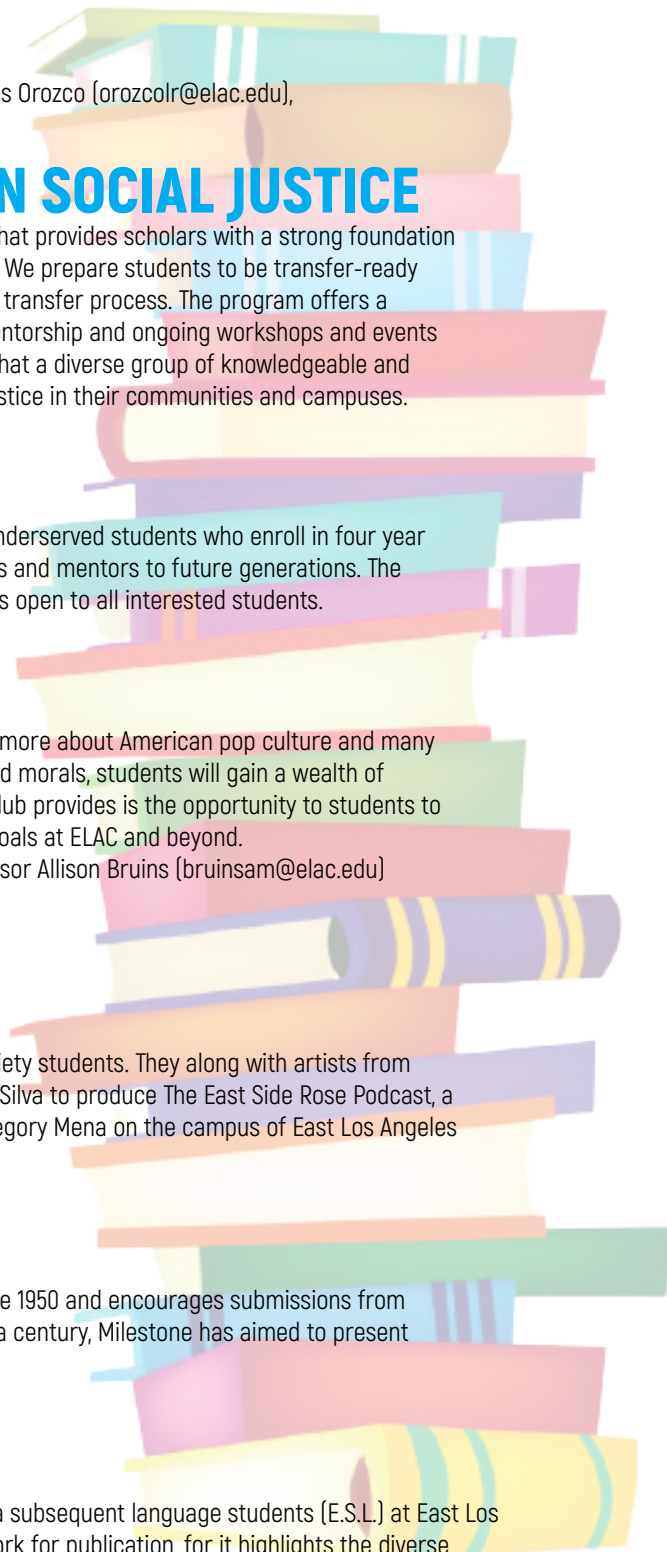 s Orozco (orozcolr@elac.edu),
N SOCIAL JUSTICE
hat provides scholars with a strong foundation
We prepare students to be transfer-ready
transfer process. The program offers a
entorship and ongoing workshops and events
hat a diverse group of knowledgeable and
stice in their communities and campuses.
nderserved students who enroll in four year
s and mentors to future generations. The
s open to all interested students.
more about American pop culture and many
d morals, students will gain a wealth of
lub provides is the opportunity to students to
oals at ELAC and beyond.
sor Allison Bruins (bruinsam@elac.edu)
iety students. They along with artists from
Silva to produce The East Side Rose Podcast, a
egory Mena on the campus of East Los Angeles
e 1950 and encourages submissions from
a century, Milestone has aimed to present
a subsequent language students (E.S.L.) at East Los
ork for publication, for it highlights the diverse